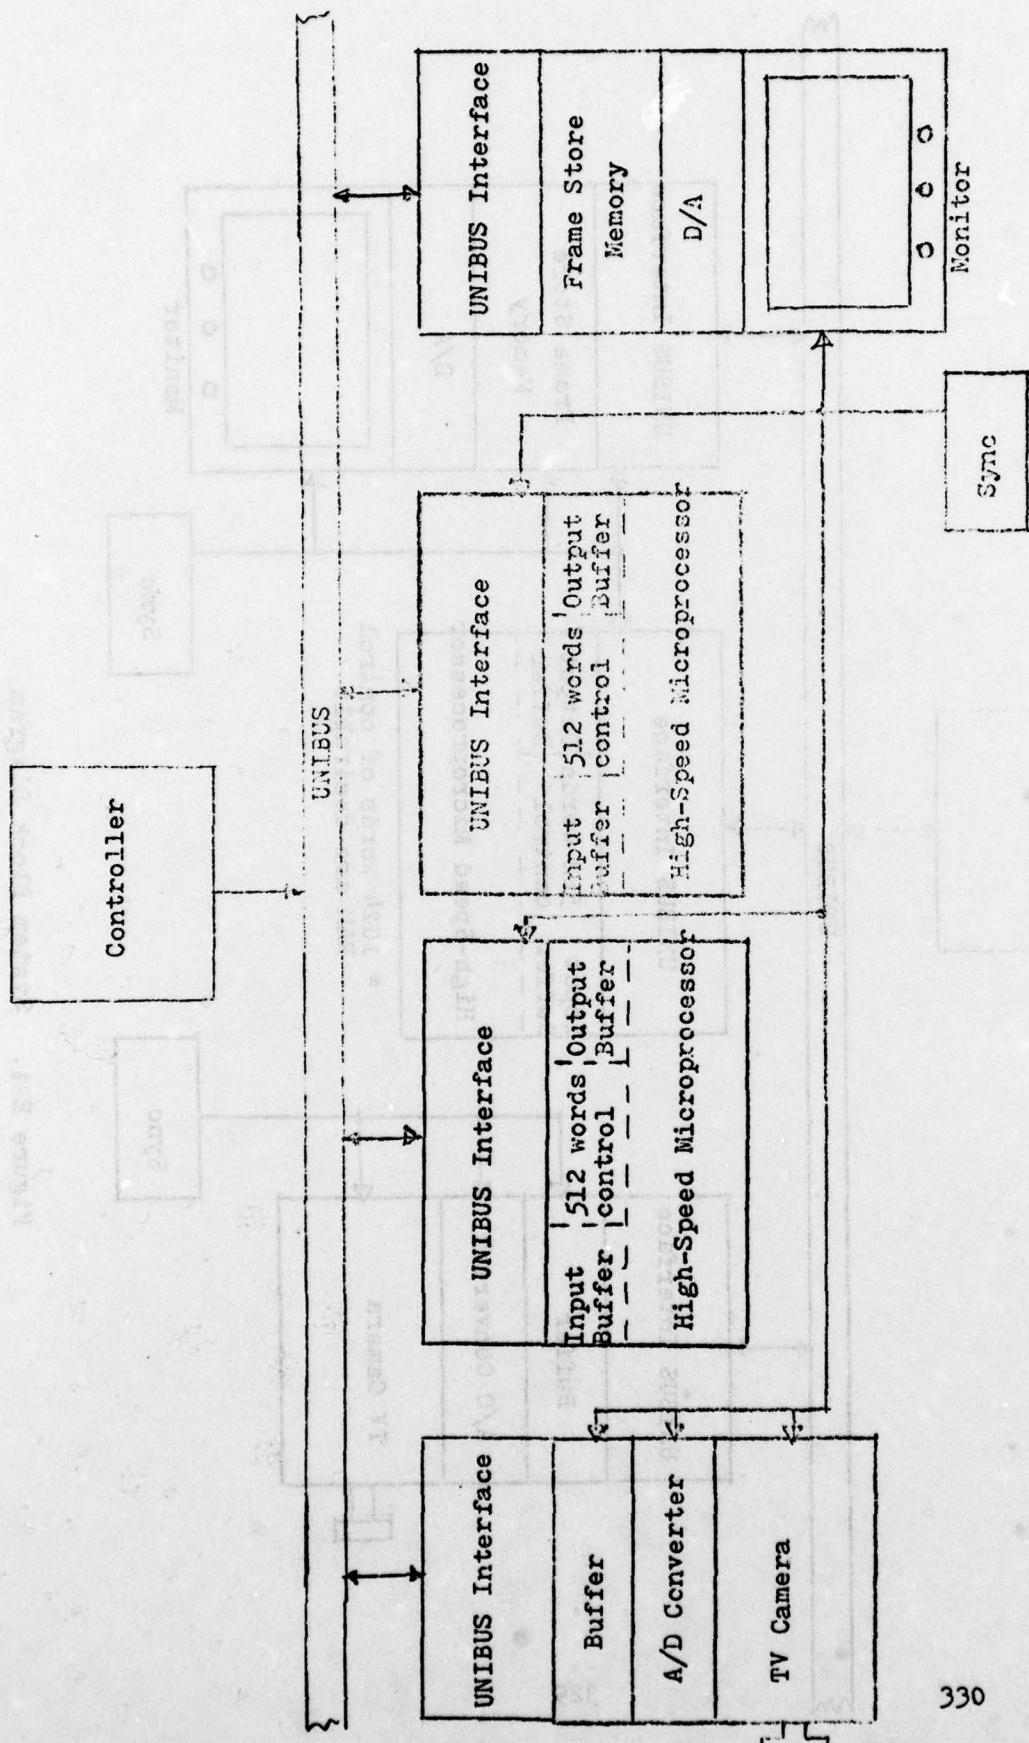 Controller
UNIBUS
UNIBUS Interface
Buffer
A/D Converter
TV Camera
UNIBUS Interface
Input 512 words Output
Buffer control Buffer
High-Speed Microprocessor
UNIBUS Interface
Input 512 words Output
Buffer control Buffer
High-Speed Microprocessor
UNIBUS Interface
Frame Store
Memory
D/A
Monitor
Sync
330